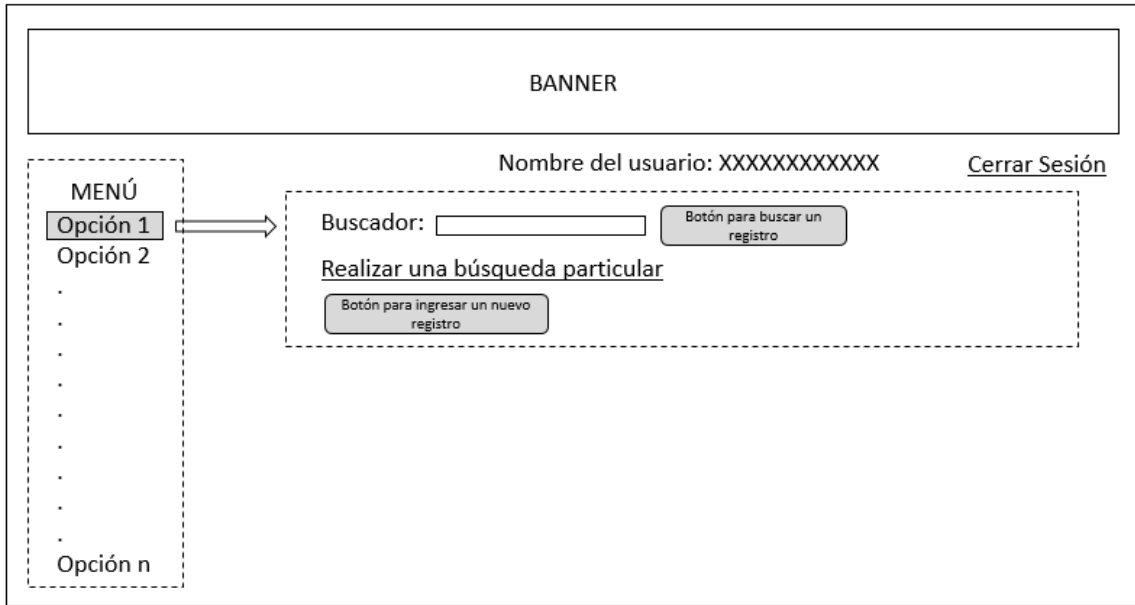 BANNER
Nombre del usuario: XXXXXXXXXXXX
Cerrar Sesión
MENÚ
Opción 1
Opción 2
.
.
.
.
.
.
.
.
.
Opción n
Buscador:
Botón para buscar un
registro
Realizar una búsqueda particular
Botón para ingresar un nuevo
registro